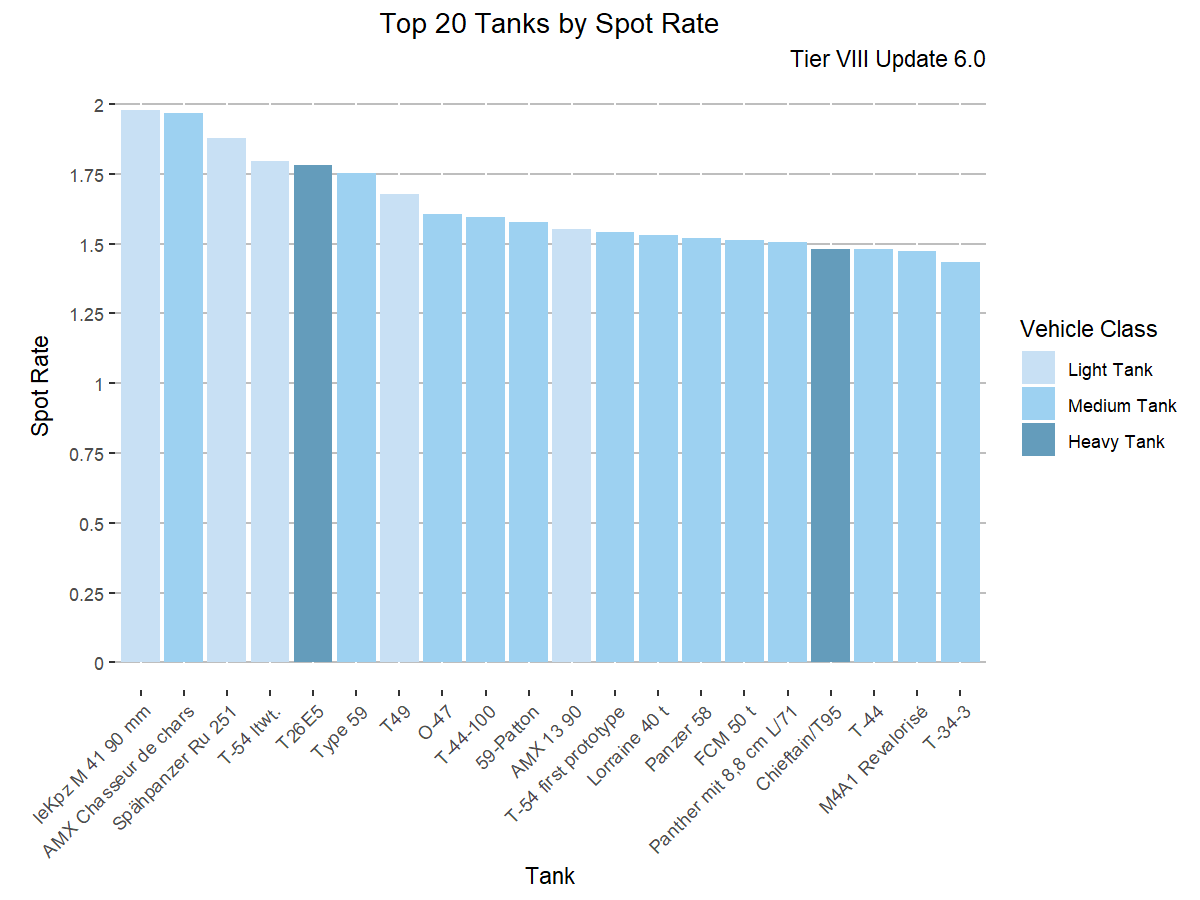 Top 20 Tanks by Spot Rate
Tier VIII Update 6.0
2
1.75
1.5
1.25
1
0.75
0.5
0.25
0
Spot Rate
leKpz M 41 90 mm
AMX Chasseur de chars
Spähpanzer Ru 251
T-54 ltwt.
T26E5
Type 59
T49
O-47
T-44-100
59-Patton
AMX 13 90
T-54 first prototype
Lorraine 40 t
Panzer 58
FCM 50 t
Panther mit 8,8 cm L/71
Chieftain/T95
T-44
M4A1 Revalorisé
T-34-3
Tank
Vehicle Class
Light Tank
Medium Tank
Heavy Tank